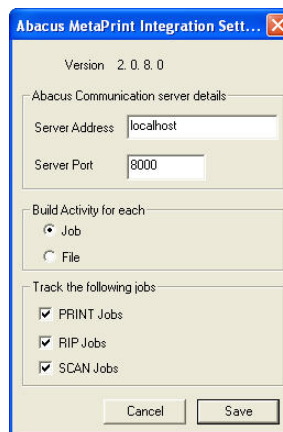 Abacus MetaPrint Integration Sett...
Version 2. 0. 8. 0
Abacus Communication server details
Server Address localhost
Server Port 8000
Build Activity for each
Job
File
Track the following jobs
PRINT Jobs
RIP Jobs
SCAN Jobs
Cancel Save